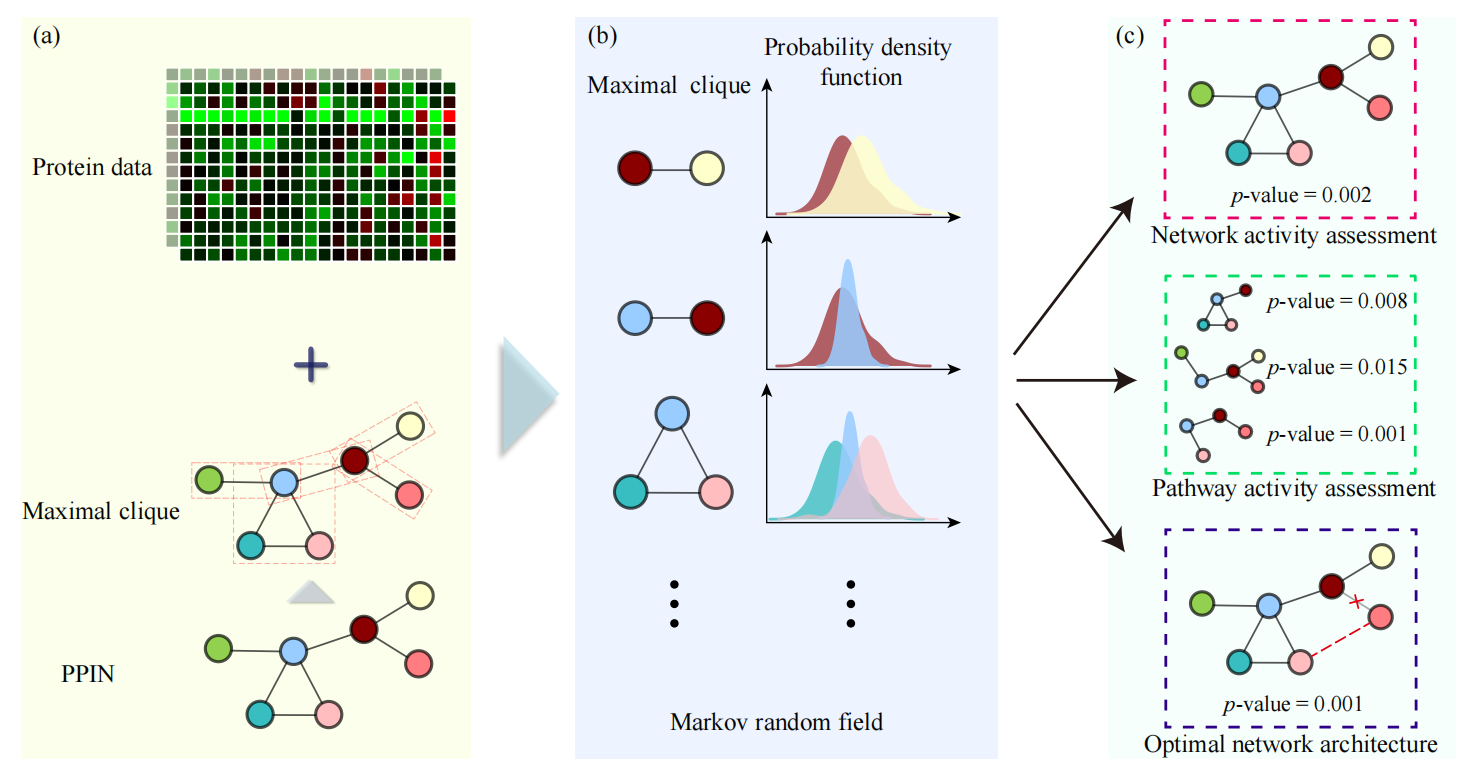 (a)
Protein data
Maximal clique
PPIN
(b)
Maximal clique
Probability density
function
Markov random field
(c)
p-value = 0.002
Network activity assessment
p-value = 0.008
p-value = 0.015
p-value = 0.001
Pathway activity assessment
p-value = 0.001
Optimal network architecture